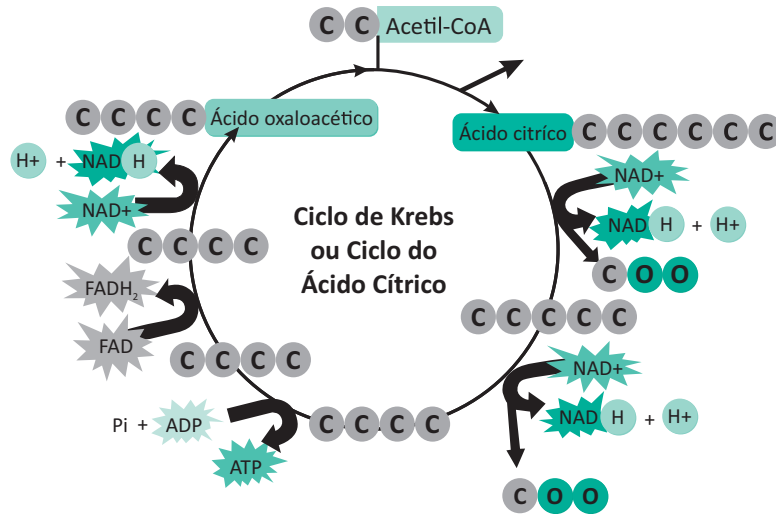 C C Acetil-CoA
C C C C Ácido oxaloacético
Ácido citríco C C C C C C
H+ + NAD H
NAD+
NAD+
NAD H + H+
C O O
Ciclo de Krebs
ou Ciclo do
Ácido Cítrico
C C C C
FADH₂
FAD
C C C C C
C C C C
NAD+
NAD H + H+
Pi + ADP
C C C C
ATP
C O O